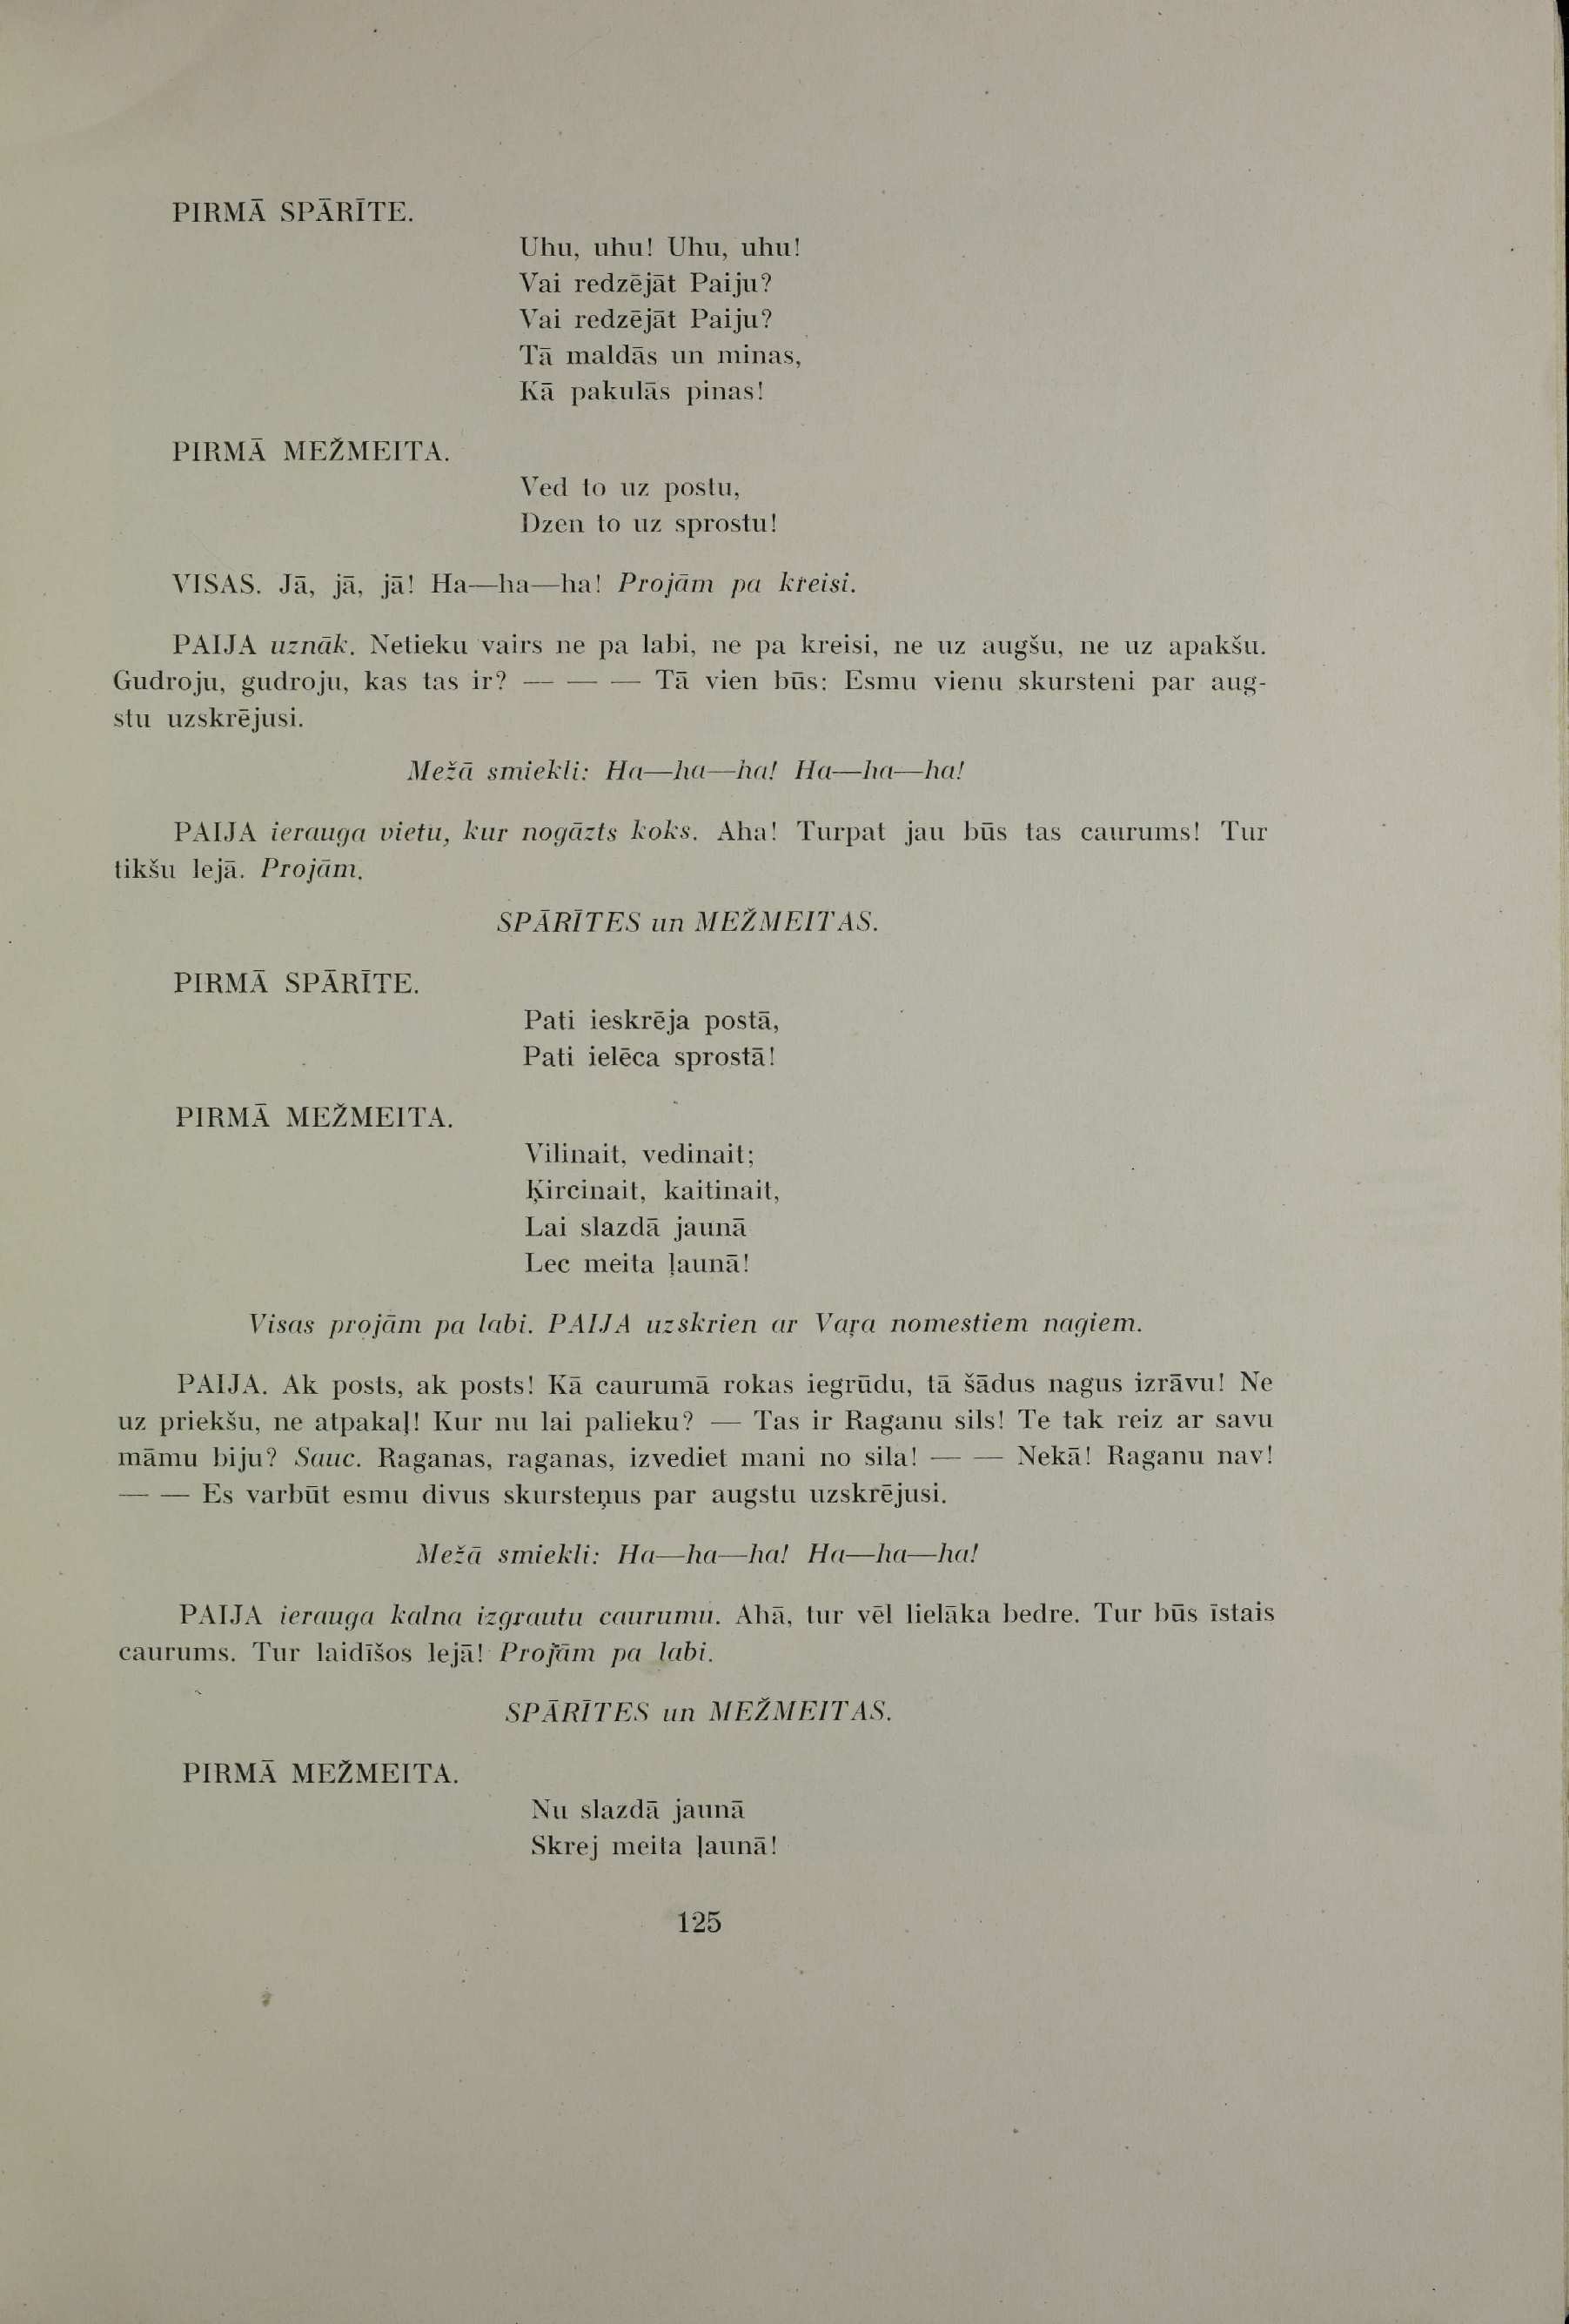 PIRMĀ SPĀRĪTE.
Uhu, uhu! Uhu, uhu!
Vai redzējāt Paiju?
Vai redzējāt Paiju?
Tā maldās un minas,
Kā pakulās pinas!
PIRMĀ MEŽMEITA.
Ved to uz postu,
Dzen to uz sprostu!
VISAS. Jā, jā, jā! Ha—ha—ha! Projām pa kreisi.
PAIJA uznāk. Netieku vairs ne pa labi, ne pa kreisi, ne uz augšu, ne uz apakšu.
Gudroju, gudroju, kas tas ir? — — — Tā vien būs: Esmu vienu skursteni par aug-
stu uzskrējusi.
Mežā smiekli: Ha—ha—ha! Ha—ha—ha!
PAIJA ierauga vietu, kur nogāzts koks. Aha! Turpat jau būs tas caurums! Tur
tikšu lejā. Projām.
SPĀRĪTES un MEŽMEITAS.
PIRMĀ SPĀRĪTE.
Pati ieskrēja postā,
Pati ielēca sprostā!
PIRMĀ MEŽMEITA.
Vilinait, vedinait;
Ķircinait, kaitinait,
Lai slazdā jaunā
Lec meita ļaunā!
Visas projām pa labi. PAIJA uzskrien ar Vaŗa nomestiem nagiem.
PAIJA. Ak posts, ak posts! Kā caurumā rokas iegrūdu, tā šādus nagus izrāvu! Ne
uz priekšu, ne atpakaļ! Kur nu lai palieku? — Tas ir Raganu sils! Te tak reiz ar savu
māmu biju? Sauc. Raganas, raganas, izvediet mani no sila! — — Nekā! Raganu nav!
— — Es varbūt esmu divus skursteņus par augstu uzskrējusi.
Mežā smiekli: Ha—ha—ha! Ha—ha—ha!
PAIJA ierauga kalna izgrautu caurumu. Ahā, tur vēl lielāka bedre. Tur būs īstais
caurums. Tur laidīšos lejā! Projām pa labi.
SPĀRĪTES un MEŽMEITAS.
PIRMĀ MEŽMEITA.
Nu slazdā jaunā
Skrej meita ļaunā!
125